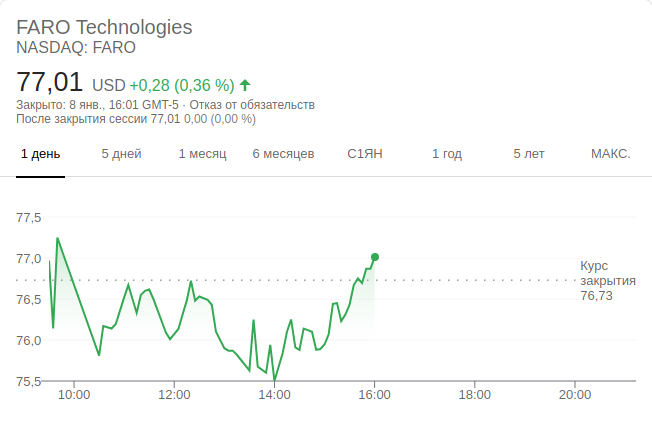 FARO Technologies
NASDAQ: FARO
77,01 USD +0,28 (0,36 %)
Закрыто: 8 янв., 16:01 GMT-5 · Отказ от обязательств
После закрытия сессии 77,01 0,00 (0,00 %)
1 день 5 дней 1 месяц 6 месяцев С1ЯН 1 год 5 лет МАКС.
77,5
77,0
76,5
76,0
75,5
Курс
закрытия
76,73
10:00 12:00 14:00 16:00 18:00 20:00